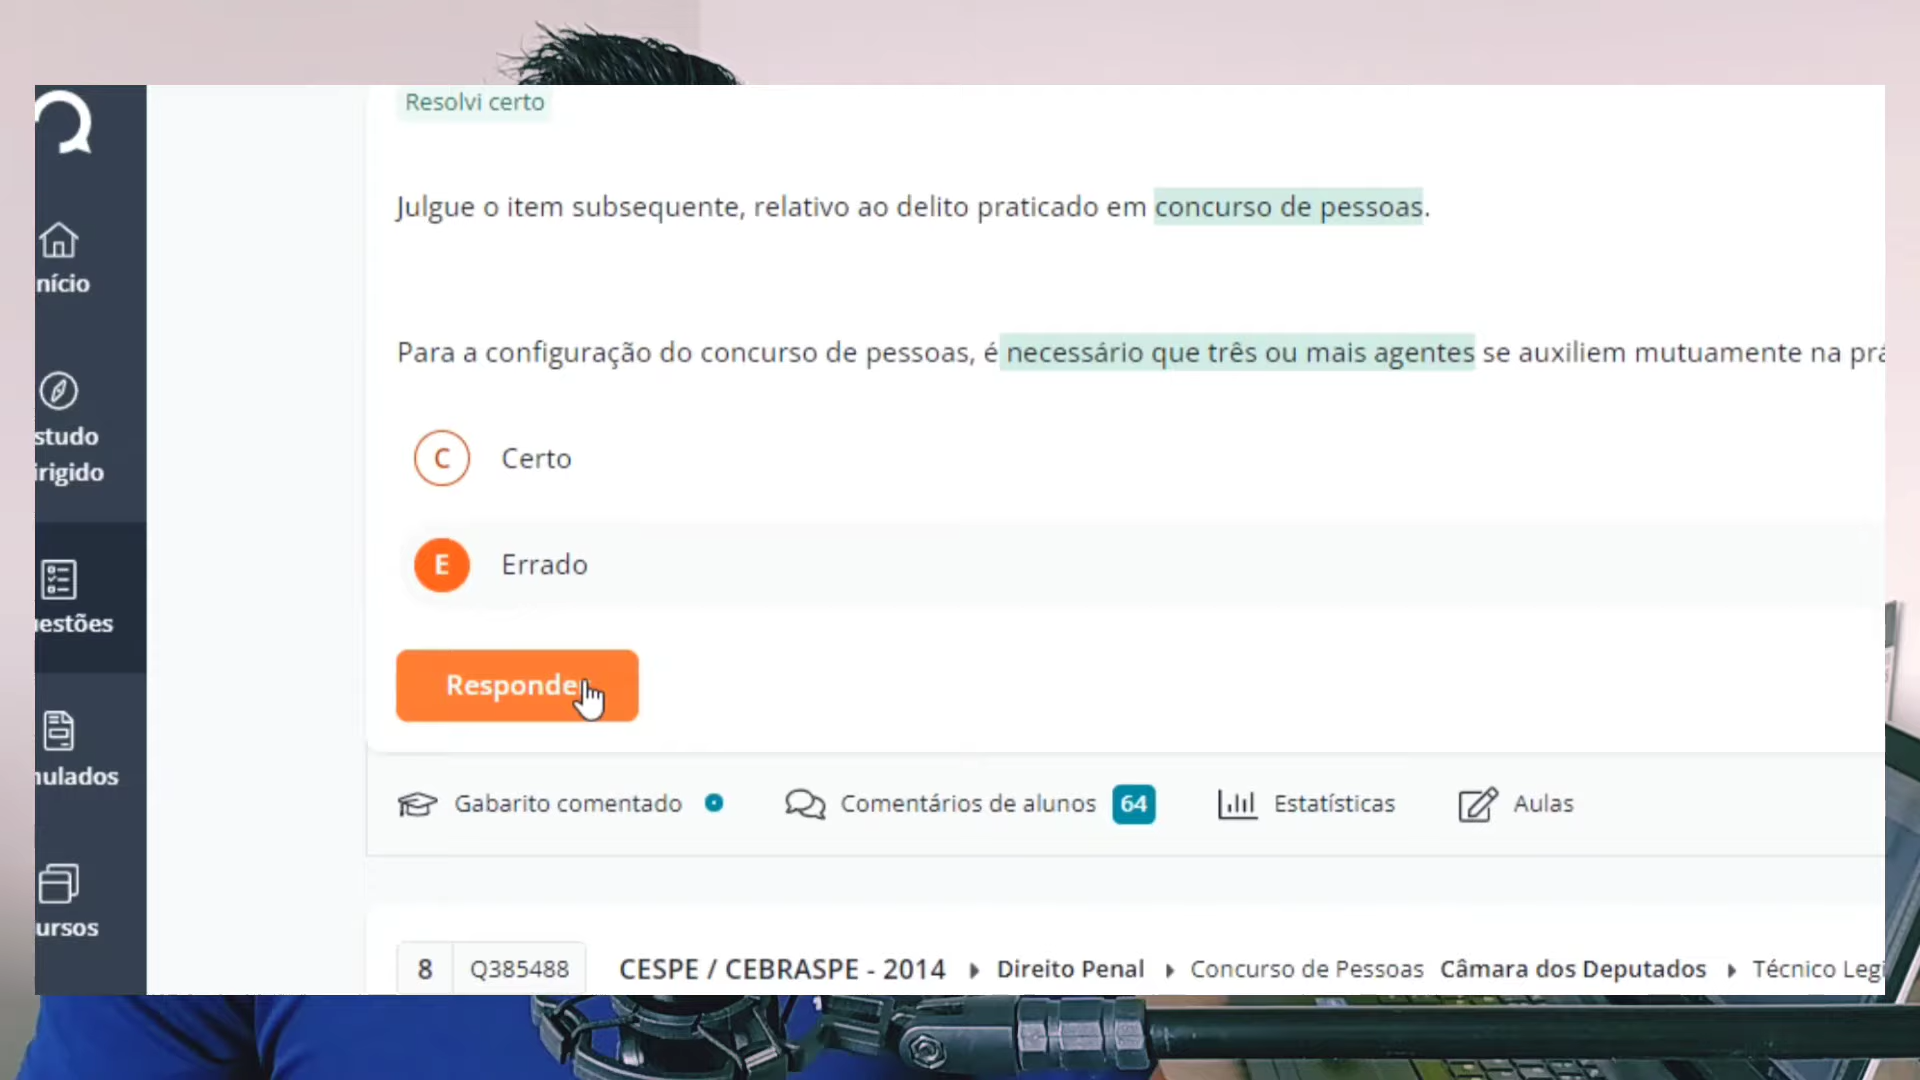 Resolvi certo
Julgue o item subsequente, relativo ao delito praticado em concurso de pessoas.
Para a configuração do concurso de pessoas, é necessário que três ou mais agentes se auxiliem mutuamente na prá
C Certo
E Errado
Responde
nício
studo
irigido
estões
nulados
ursos
Gabarito comentado
Comentários de alunos 64
Estatísticas
Aulas
8 Q385488 CESPE / CEBRASPE - 2014 Direito Penal Concurso de Pessoas Câmara dos Deputados Técnico Legi